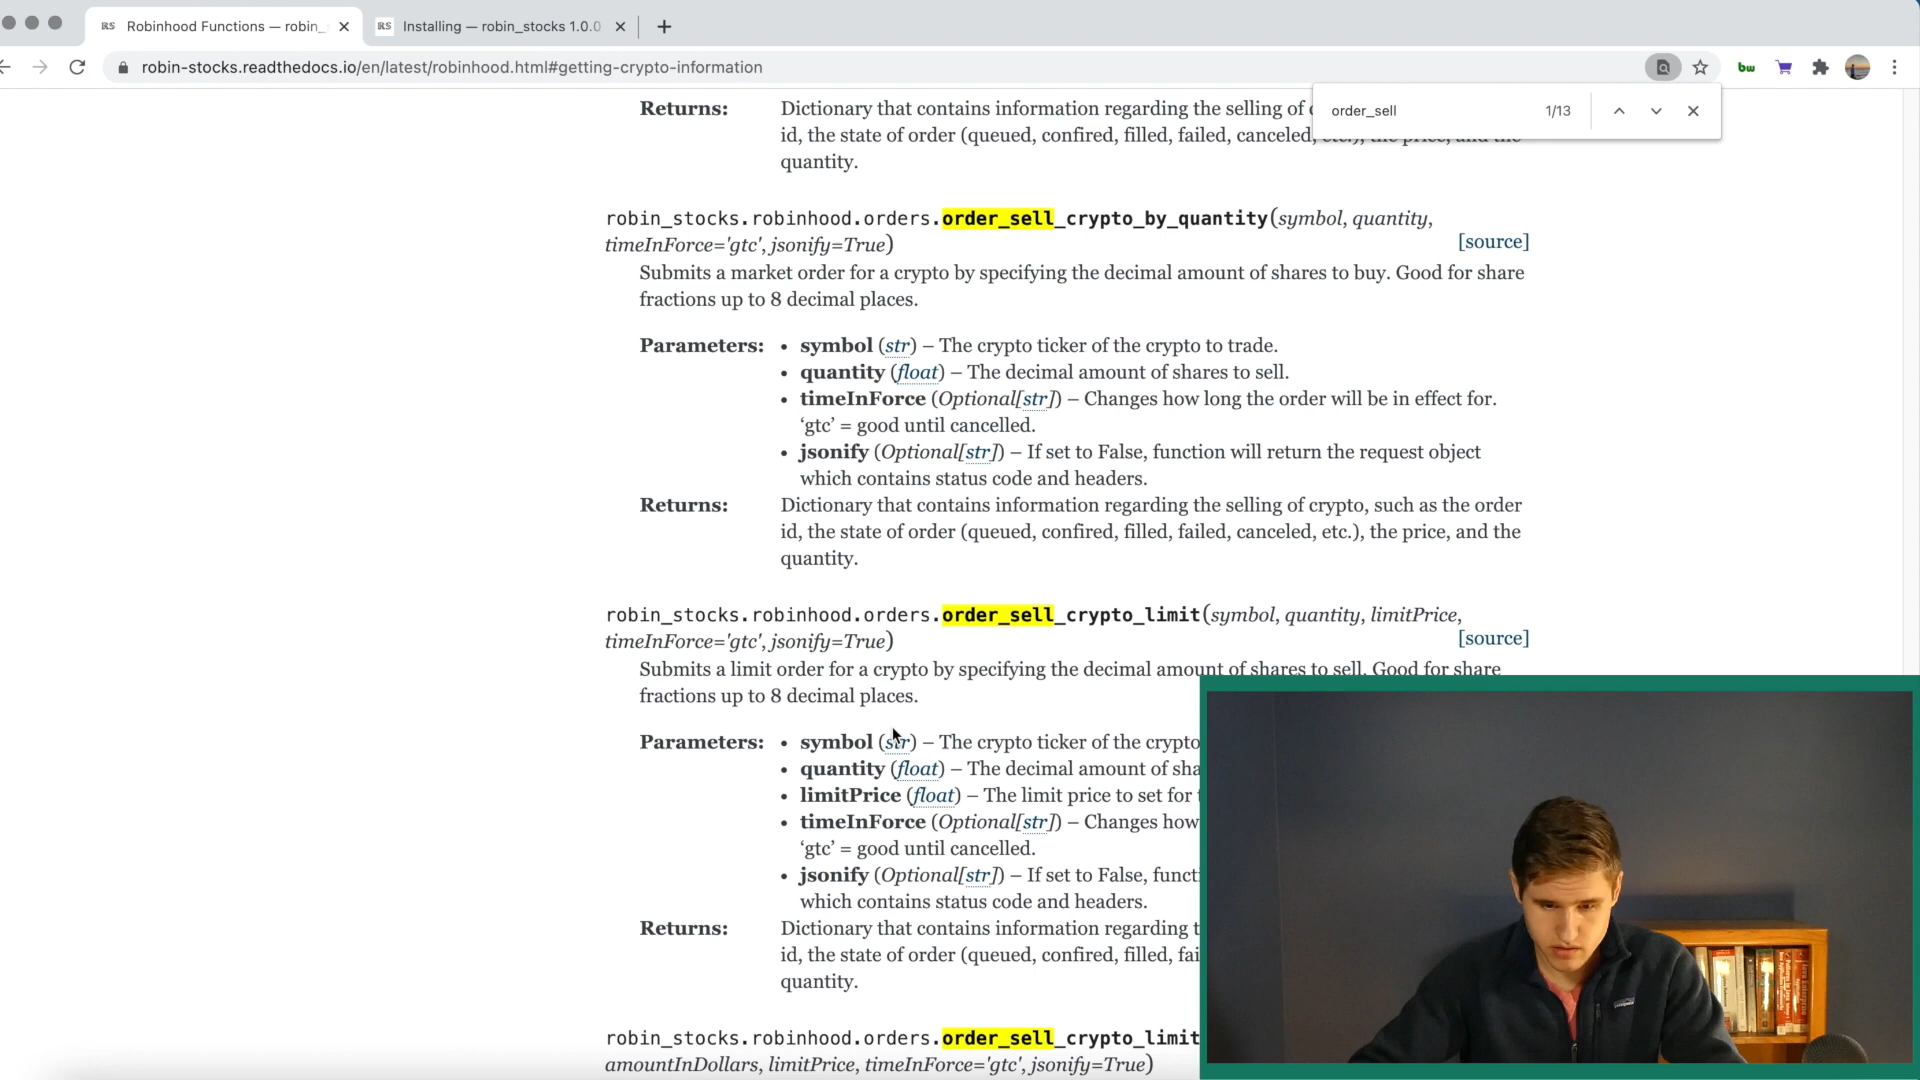 Robinhood Functions — robin_
Installing — robin_stocks 1.0.0
robin-stocks.readthedocs.io/en/latest/robinhood.html#getting-crypto-information
bw
order_sell 1/13
Returns: Dictionary that contains information regarding the selling of
id, the state of order (queued, confirmed, filled, failed, canceled, etc.), the price, and the
quantity.
robin_stocks.robinhood.orders.order_sell_crypto_by_quantity(symbol, quantity,
timeInForce='gtc', jsonify=True) [source]
Submits a market order for a crypto by specifying the decimal amount of shares to buy. Good for share
fractions up to 8 decimal places.
Parameters: • symbol (str) – The crypto ticker of the crypto to trade.
• quantity (float) – The decimal amount of shares to sell.
• timeInForce (Optional[str]) – Changes how long the order will be in effect for.
‘gtc’ = good until cancelled.
• jsonify (Optional[str]) – If set to False, function will return the request object
which contains status code and headers.
Returns: Dictionary that contains information regarding the selling of crypto, such as the order
id, the state of order (queued, confirmed, filled, failed, canceled, etc.), the price, and the
quantity.
robin_stocks.robinhood.orders.order_sell_crypto_limit(symbol, quantity, limitPrice,
timeInForce='gtc', jsonify=True) [source]
Submits a limit order for a crypto by specifying the decimal amount of shares to sell. Good for share
fractions up to 8 decimal places.
Parameters: • symbol (str) – The crypto ticker of the crypto
• quantity (float) – The decimal amount of sha
• limitPrice (float) – The limit price to set for
• timeInForce (Optional[str]) – Changes how
‘gtc’ = good until cancelled.
• jsonify (Optional[str]) – If set to False, funct
which contains status code and headers.
Returns: Dictionary that contains information regarding t
id, the state of order (queued, confirmed, filled, fai
quantity.
robin_stocks.robinhood.orders.order_sell_crypto_limit
amountInDollars, limitPrice, timeInForce='gtc', jsonify=True)